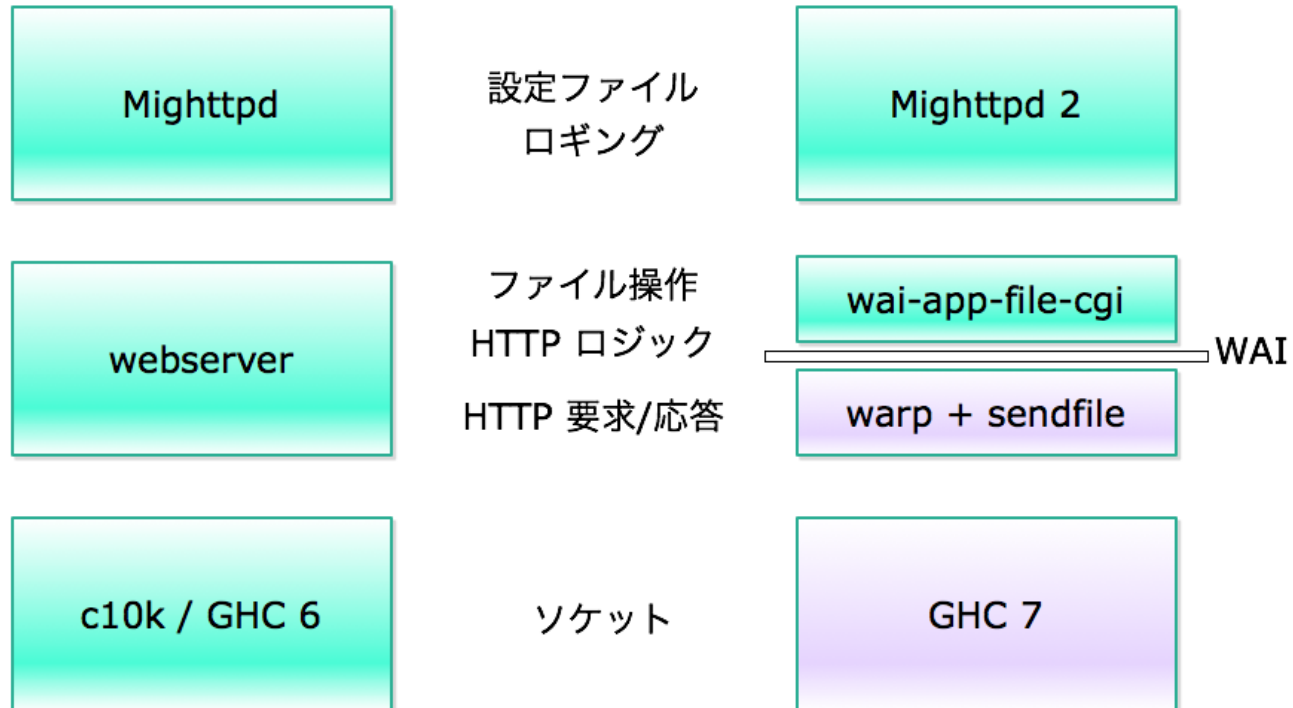 Mighttpd
設定ファイル
ロギング
Mighttpd 2
webserver
ファイル操作
HTTP ロジック
HTTP 要求/応答
wai-app-file-cgi
WAI
warp + sendfile
c10k / GHC 6
ソケット
GHC 7